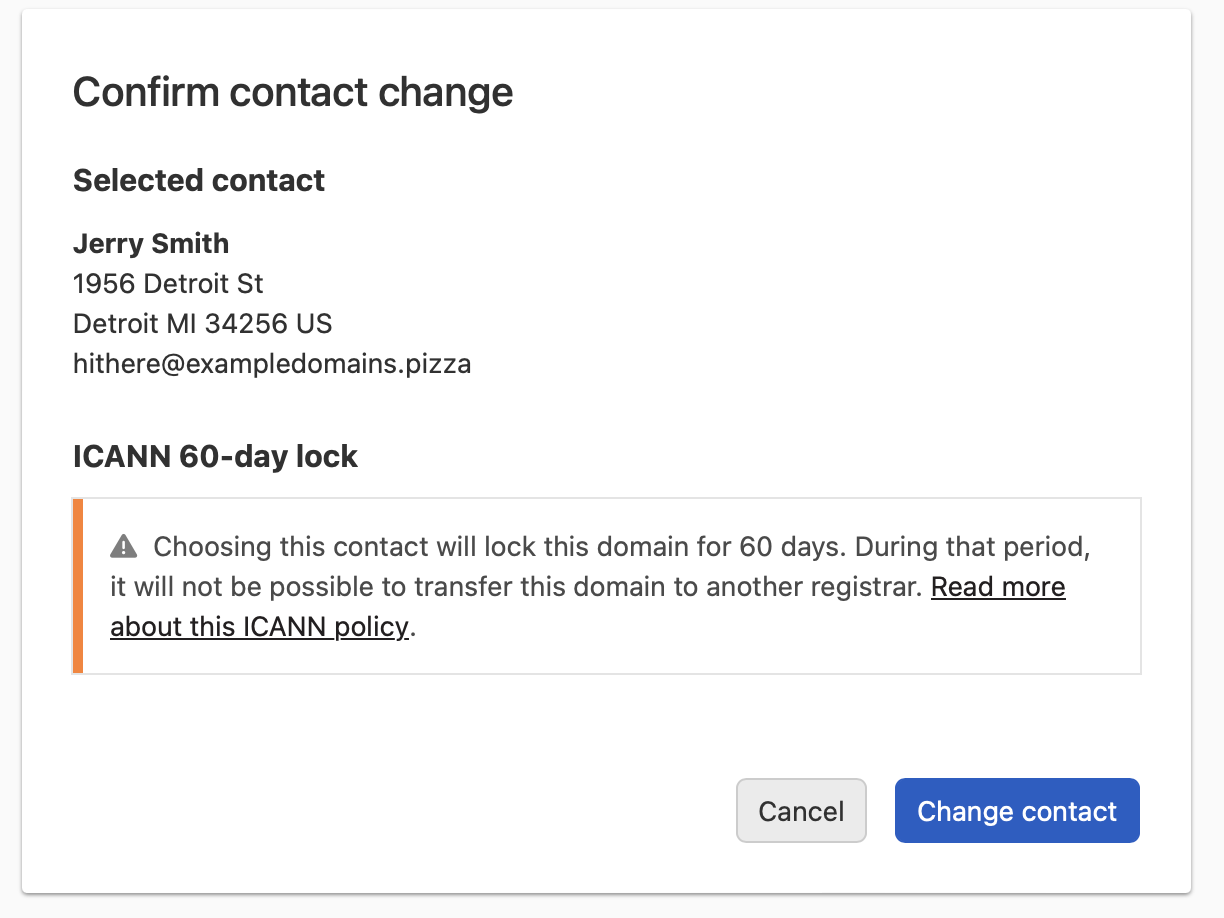 Confirm contact change
Selected contact
Jerry Smith
1956 Detroit St
Detroit MI 34256 US
hithere@exampledomains.pizza
ICANN 60-day lock
Choosing this contact will lock this domain for 60 days. During that period,
it will not be possible to transfer this domain to another registrar. Read more
about this ICANN policy.
Cancel
Change contact